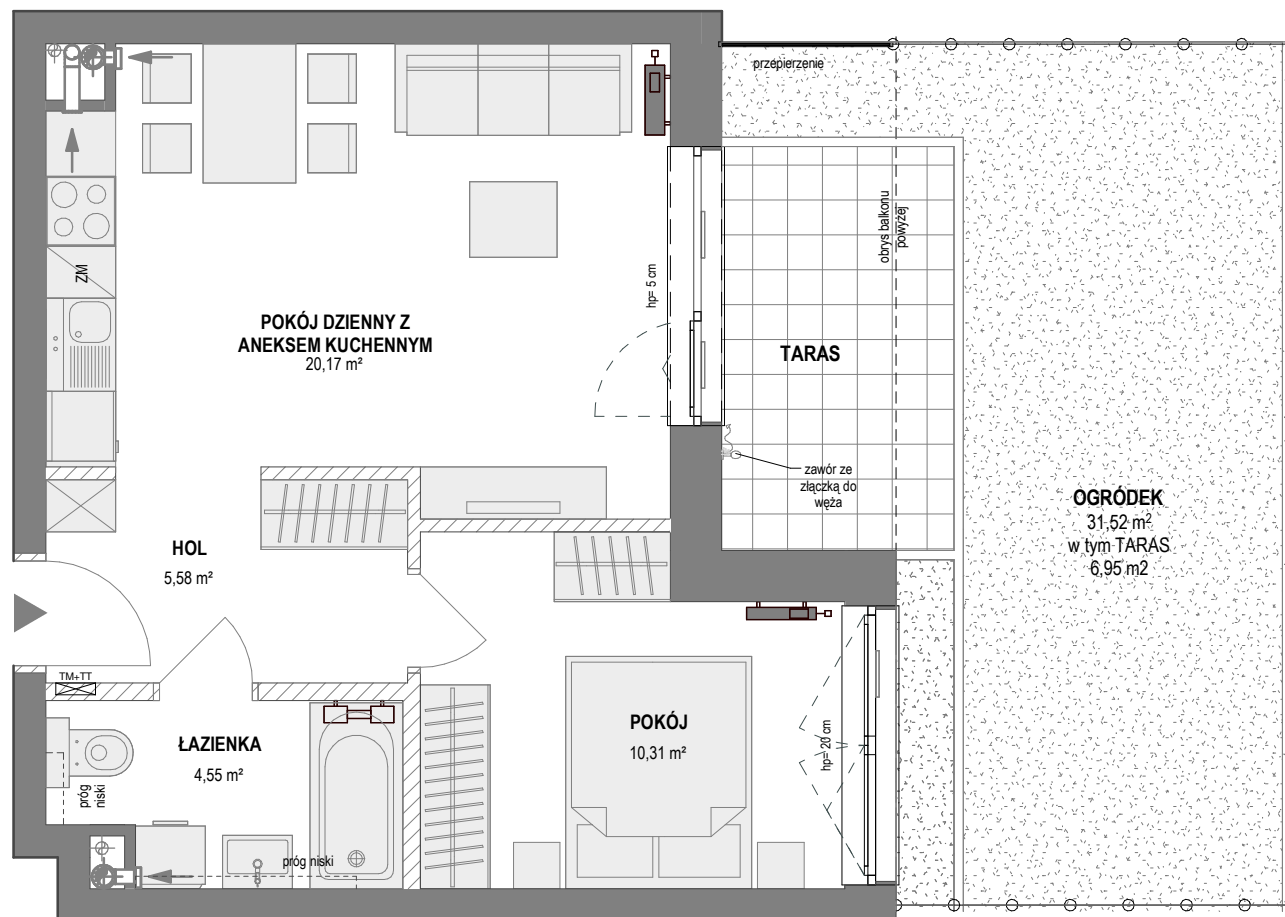 przepierzenie
obrys balkonu
powyżej
ZM
hp= 5 cm
POKÓJ DZIENNY Z
ANEKSEM KUCHENNYM
20,17 m²
TARAS
zawór ze
złączką do
węża
OGRÓDEK
31,52 m²
w tym TARAS
6,95 m2
HOL
5,58 m²
TM+TT
ŁAZIENKA
4,55 m²
POKÓJ
10,31 m²
hp= 20 cm
próg
niski
próg niski